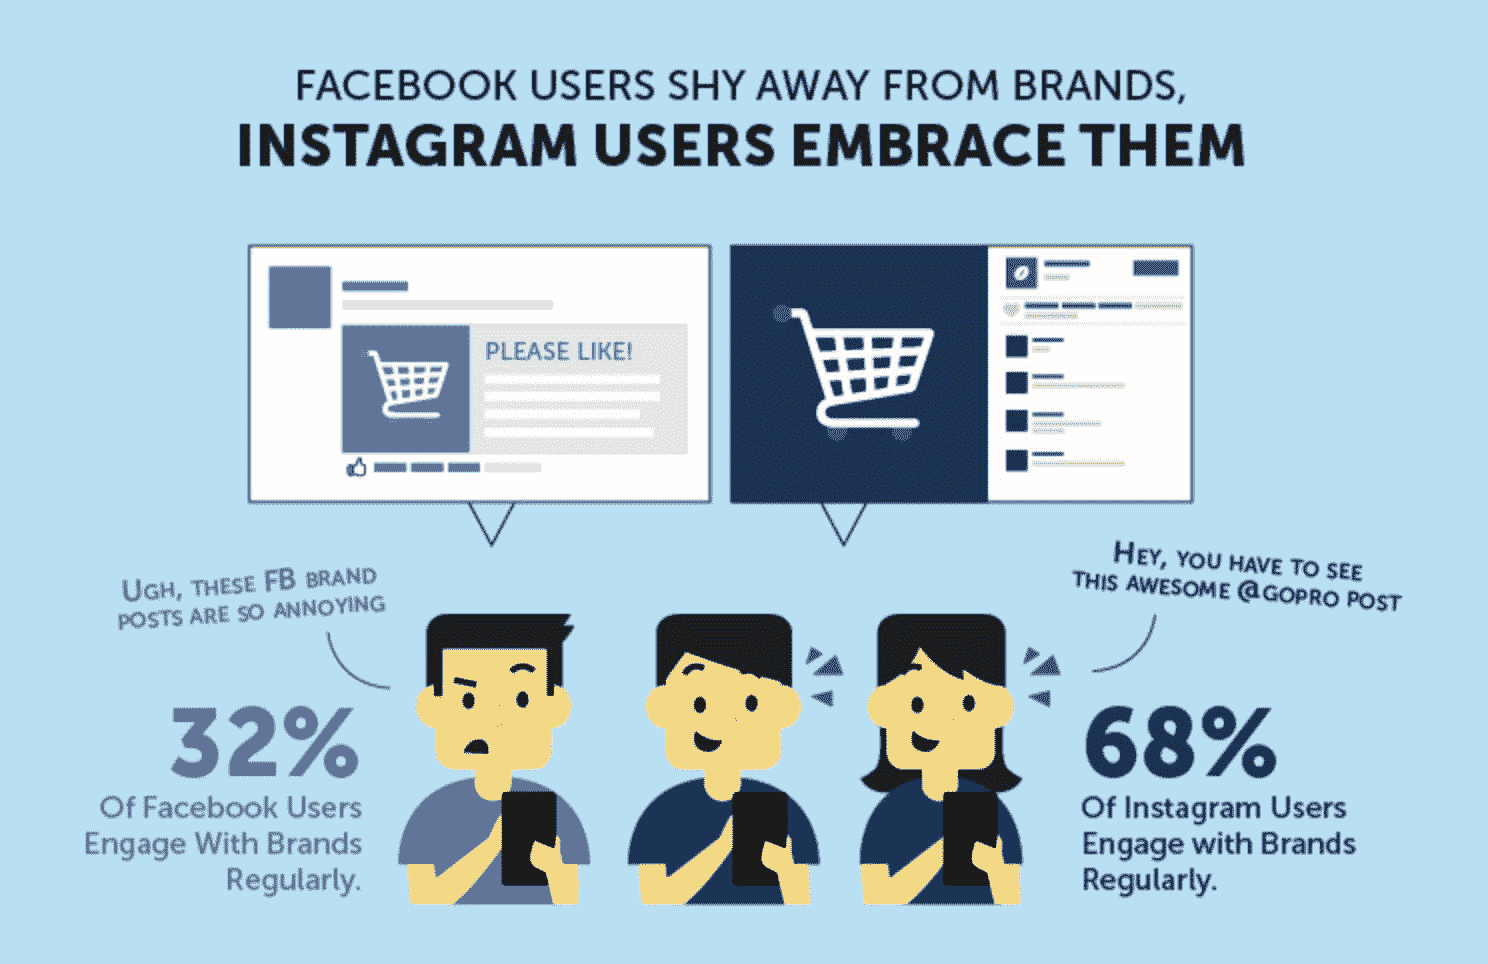 FACEBOOK USERS SHY AWAY FROM BRANDS,
INSTAGRAM USERS EMBRACE THEM
PLEASE LIKE!
UGH, THESE FB BRAND
POSTS ARE SO ANNOYING
HEY, YOU HAVE TO SEE
THIS AWESOME @GOPRO POST
32%
Of Facebook Users
Engage With Brands
Regularly.
68%
Of Instagram Users
Engage with Brands
Regularly.